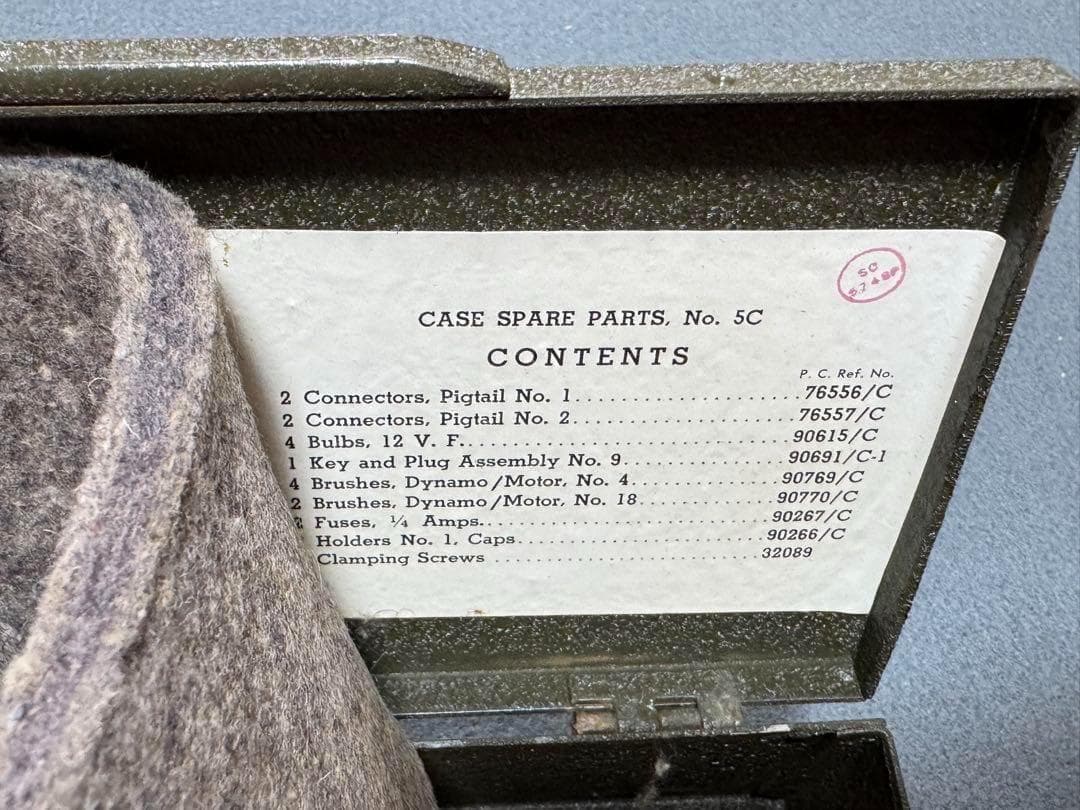 SC
CASE SPARE PARTS, No. 5C
CONTENTS
P. C. Ref. No.
2 Connectors, Pigtail No. 1 76556/C
2 Connectors, Pigtail No. 2 76557/C
4 Bulbs, 12 V. F. 90615/C
1 Key and Plug Assembly No. 9 90691/C-1
4 Brushes, Dynamo/Motor, No. 4 90769/C
2 Brushes, Dynamo/Motor, No. 18 90770/C
Fuses, ¼ Amps. 90267/C
Holders No. 1, Caps 90266/C
Clamping Screws 32089